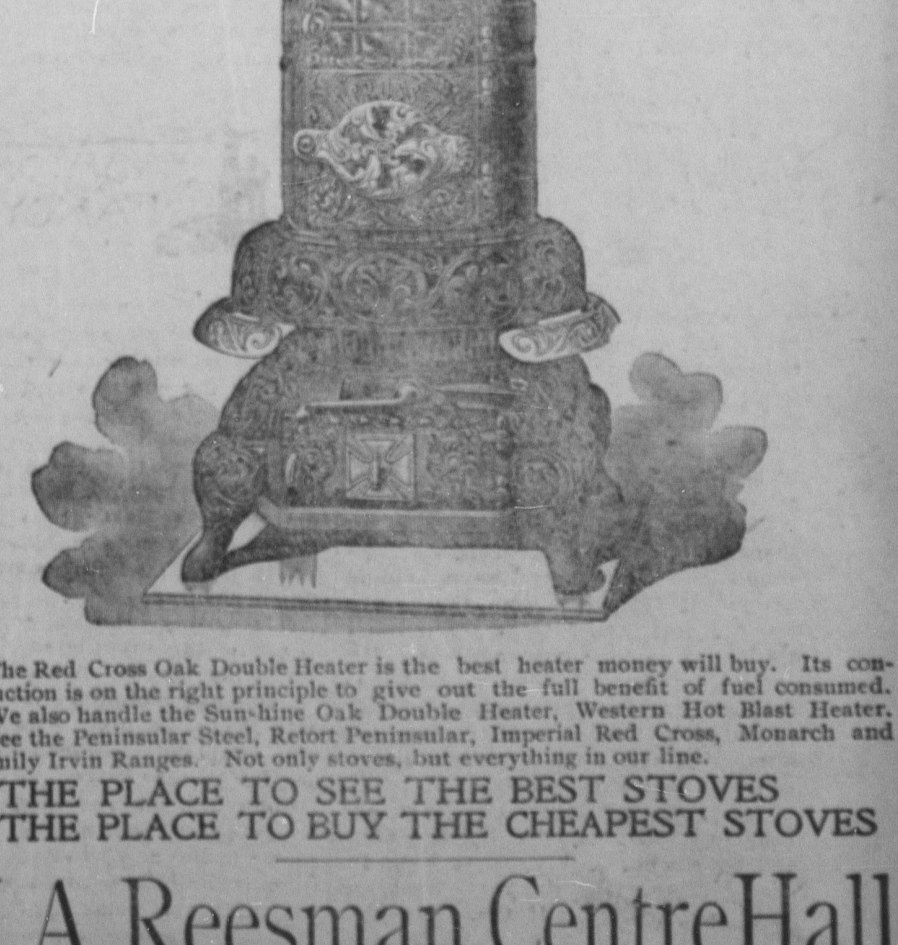 he Red Cross Oak Double Heater is the best heater money will buy. Its con-
ction is on the right principle to give out the full benefit of fuel consumed.
e also handle the Sunshine Oak Double Heater, Western Hot Blast Heater.
ee the Peninsular Steel, Retort Peninsular, Imperial Red Cross, Monarch and
mily Irvin Ranges. Not only stoves, but everything in our line.
THE PLACE TO SEE THE BEST STOVES
THE PLACE TO BUY THE CHEAPEST STOVES
A Reesman Centre Hall